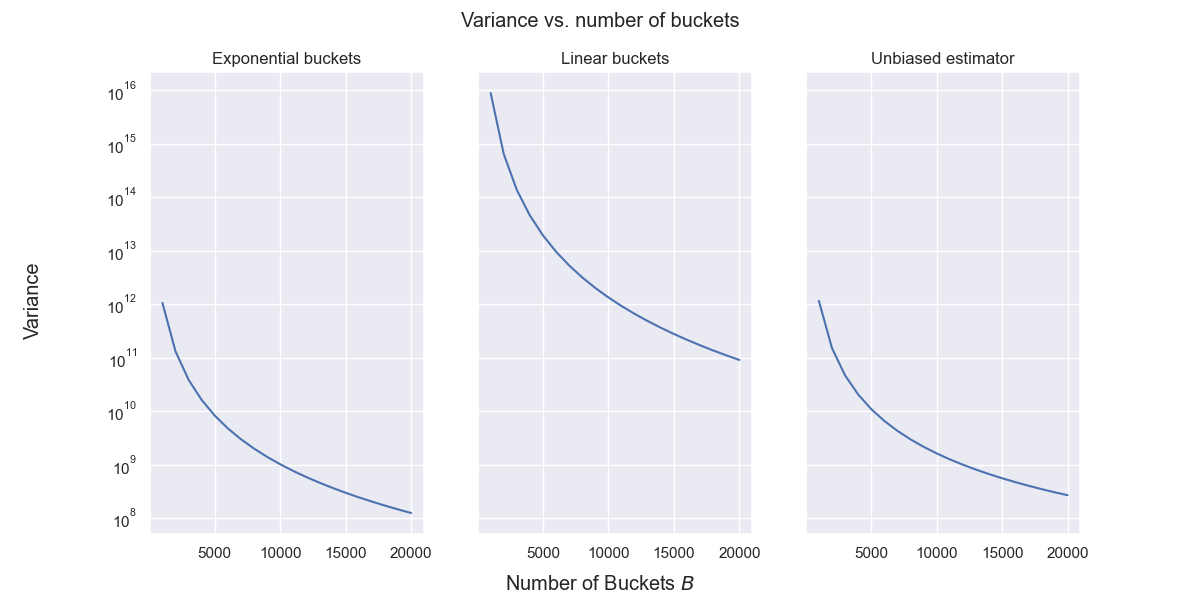 Variance vs. number of buckets
Exponential buckets
Linear buckets
Unbiased estimator
Variance
10^16
10^15
10^14
10^13
10^12
10^11
10^10
10^9
10^8
5000 10000 15000 20000
5000 10000 15000 20000
5000 10000 15000 20000
Number of Buckets B